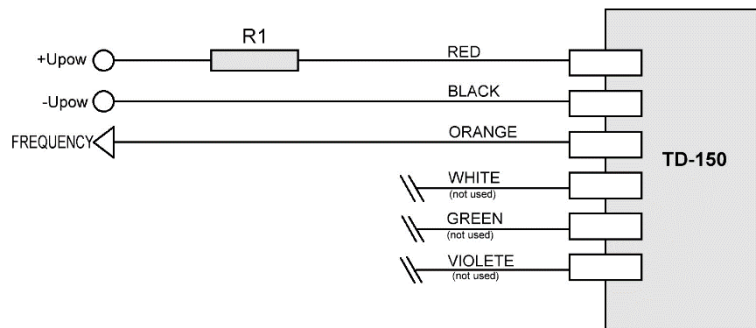 R1
+Upow
RED
-Upow
BLACK
FREQUENCY
ORANGE
TD-150
WHITE
(not used)
GREEN
(not used)
VIOLETE
(not used)